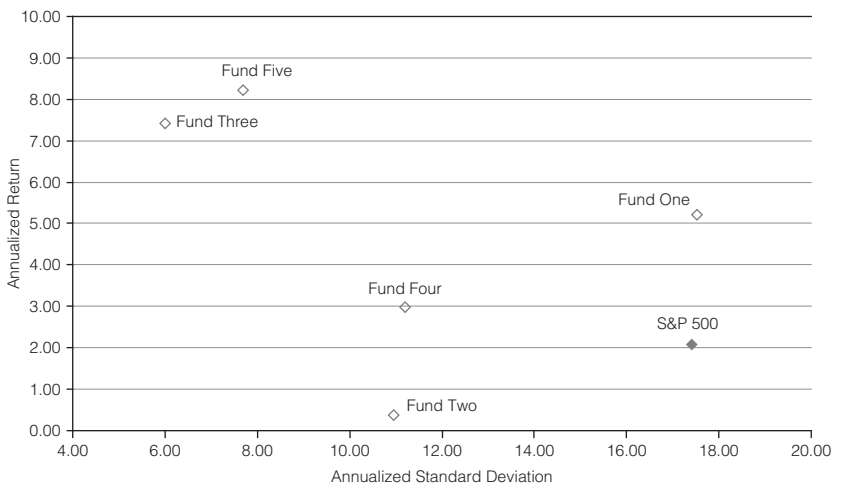 10.00
9.00
Fund Five
8.00
Fund Three
7.00
6.00
Fund One
5.00
4.00
Fund Four
3.00
S&P 500
2.00
1.00
Fund Two
0.00
4.00 6.00 8.00 10.00 12.00 14.00 16.00 18.00 20.00
Annualized Standard Deviation
Annualized Return